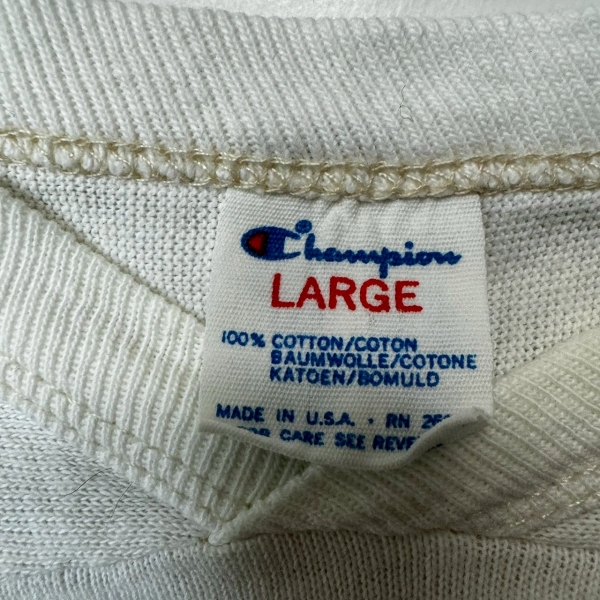 Champion
LARGE
100% COTTON/COTON
BAUMWOLLE/COTONE
KATOEN/BOMULD
MADE IN U.S.A. • RN
CARE SEE